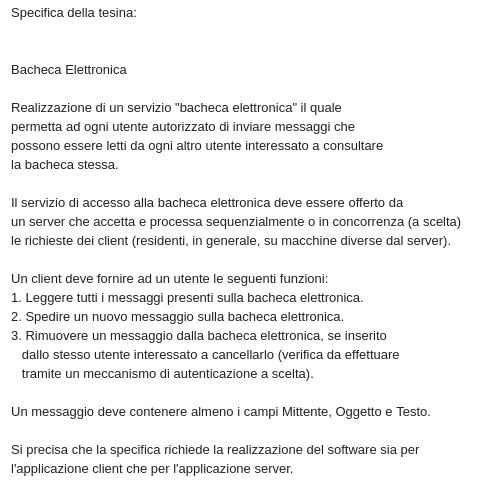 Specifica della tesina:
Bacheca Elettronica
Realizzazione di un servizio "bacheca elettronica" il quale
permetta ad ogni utente autorizzato di inviare messaggi che
possono essere letti da ogni altro utente interessato a consultare
la bacheca stessa.
Il servizio di accesso alla bacheca elettronica deve essere offerto da
un server che accetta e processa sequenzialmente o in concorrenza (a scelta)
le richieste dei client (residenti, in generale, su macchine diverse dal server).
Un client deve fornire ad un utente le seguenti funzioni:
1. Leggere tutti i messaggi presenti sulla bacheca elettronica.
2. Spedire un nuovo messaggio sulla bacheca elettronica.
3. Rimuovere un messaggio dalla bacheca elettronica, se inserito
dallo stesso utente interessato a cancellarlo (verifica da effettuare
tramite un meccanismo di autenticazione a scelta).
Un messaggio deve contenere almeno i campi Mittente, Oggetto e Testo.
Si precisa che la specifica richiede la realizzazione del software sia per
l'applicazione client che per l'applicazione server.